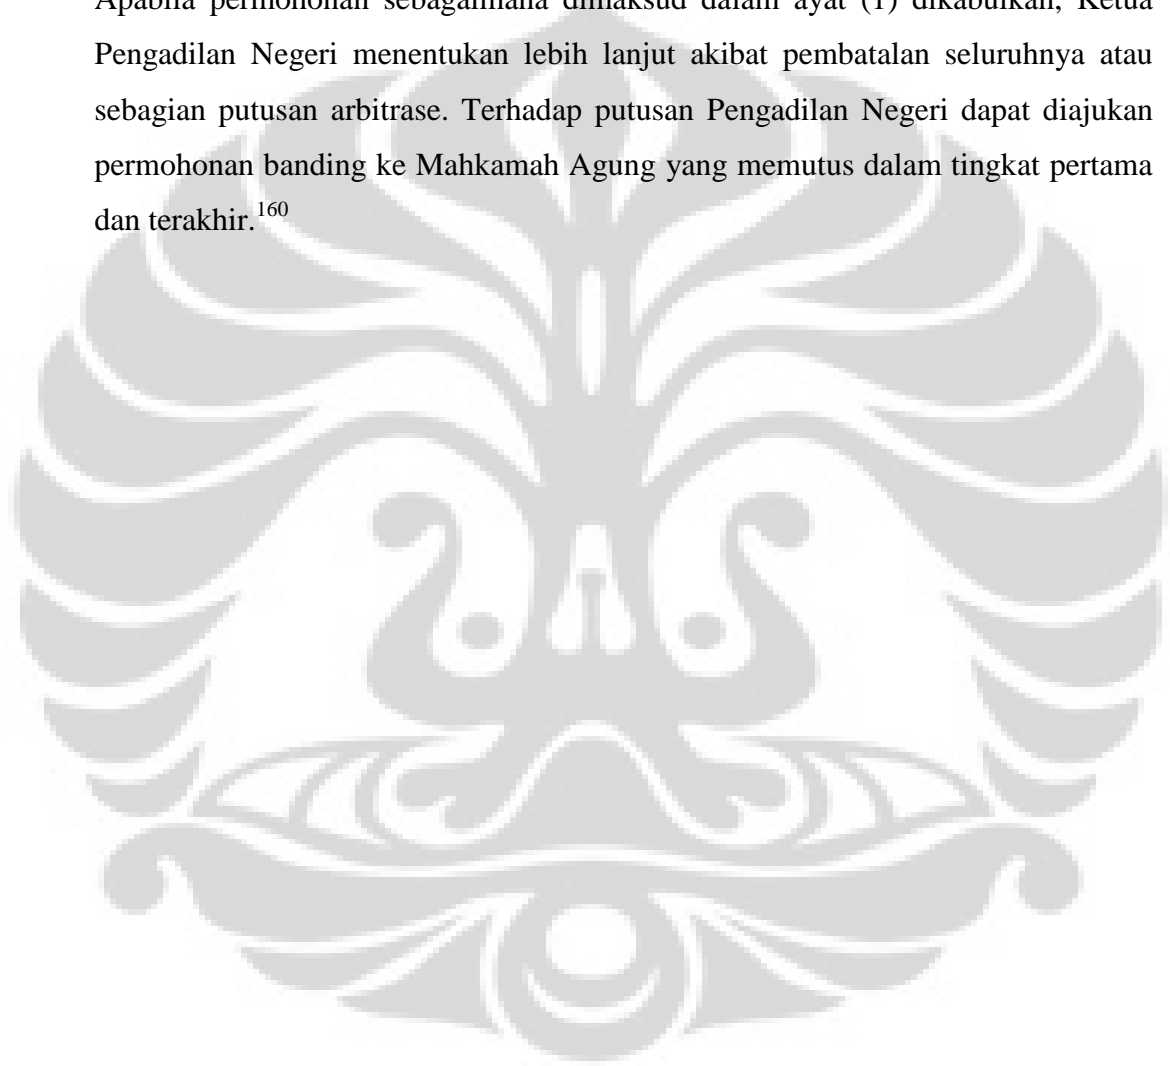 Apabila permohonan sebagaimana dimaksud dalam ayat (1) dikabulkan, Ketua
Pengadilan Negeri menentukan lebih lanjut akibat pembatalan seluruhnya atau
sebagian putusan arbitrase. Terhadap putusan Pengadilan Negeri dapat diajukan
permohonan banding ke Mahkamah Agung yang memutus dalam tingkat pertama
dan terakhir.160